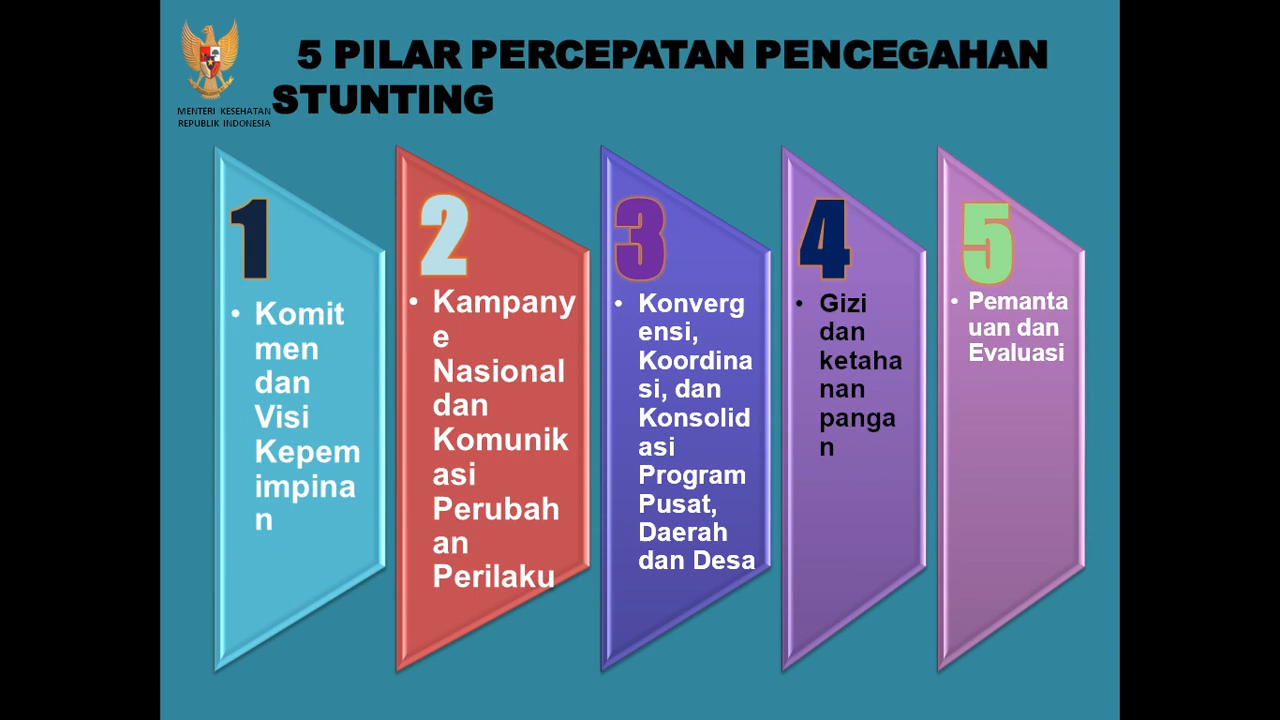 5 PILAR PERCEPATAN PENCEGAHAN
STUNTING
MENTERI KESEHATAN
REPUBLIK INDONESIA
1
• Komit
men
dan
Visi
Kepem
impina
n
2
• Kampany
e
Nasional
dan
Komunik
asi
Perubah
an
Perilaku
3
• Konverg
ensi,
Koordina
si, dan
Konsolid
asi
Program
Pusat,
Daerah
dan Desa
4
• Gizi
dan
ketaha
nan
panga
n
5
• Pemanta
uan dan
Evaluasi